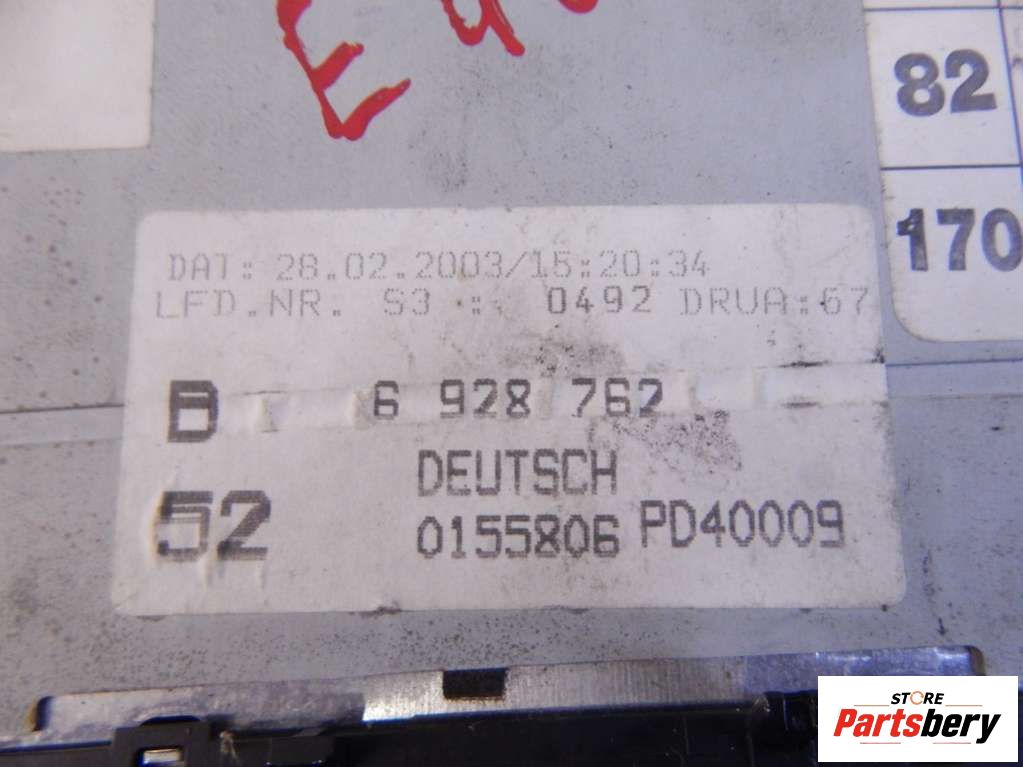 E
82
170
DAT: 28.02.2003/15:20:34
LFD.NR. S3 : 0492 DRUA:67
B 6 928 762
DEUTSCH
52 0155806 PD40009
STORE
Partsbery